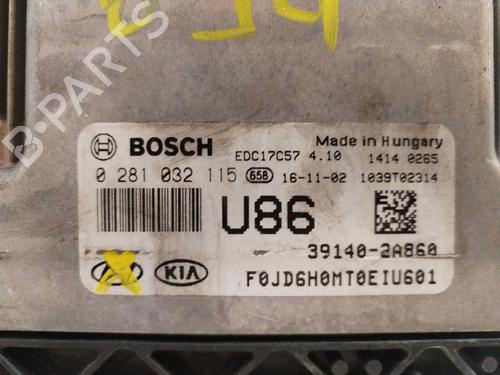 B-PARTS
BOSCH EDC17C57 4.10 Made in Hungary
1414 0265
0 281 032 115 658 16-11-02 1039T02314
U86
39140-2A860
KIA F0JD6H0MT0EIU601